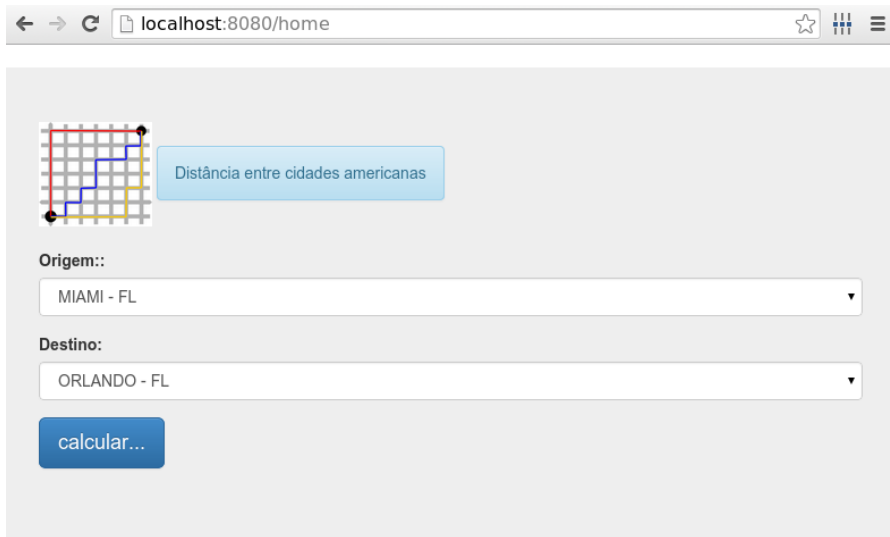 localhost:8080/home
Distância entre cidades americanas
Origem::
MIAMI - FL
Destino:
ORLANDO - FL
calcular...